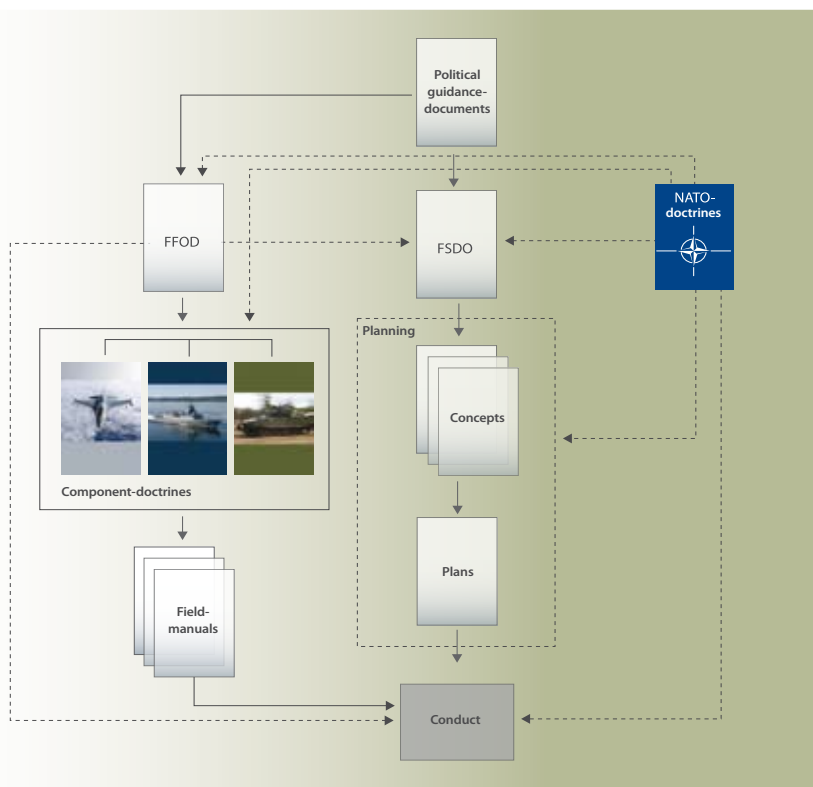 Political
guidance-
documents
NATO-
doctrines
FFOD
FSDO
Planning
Concepts
Component-doctrines
Plans
Field-
manuals
Conduct